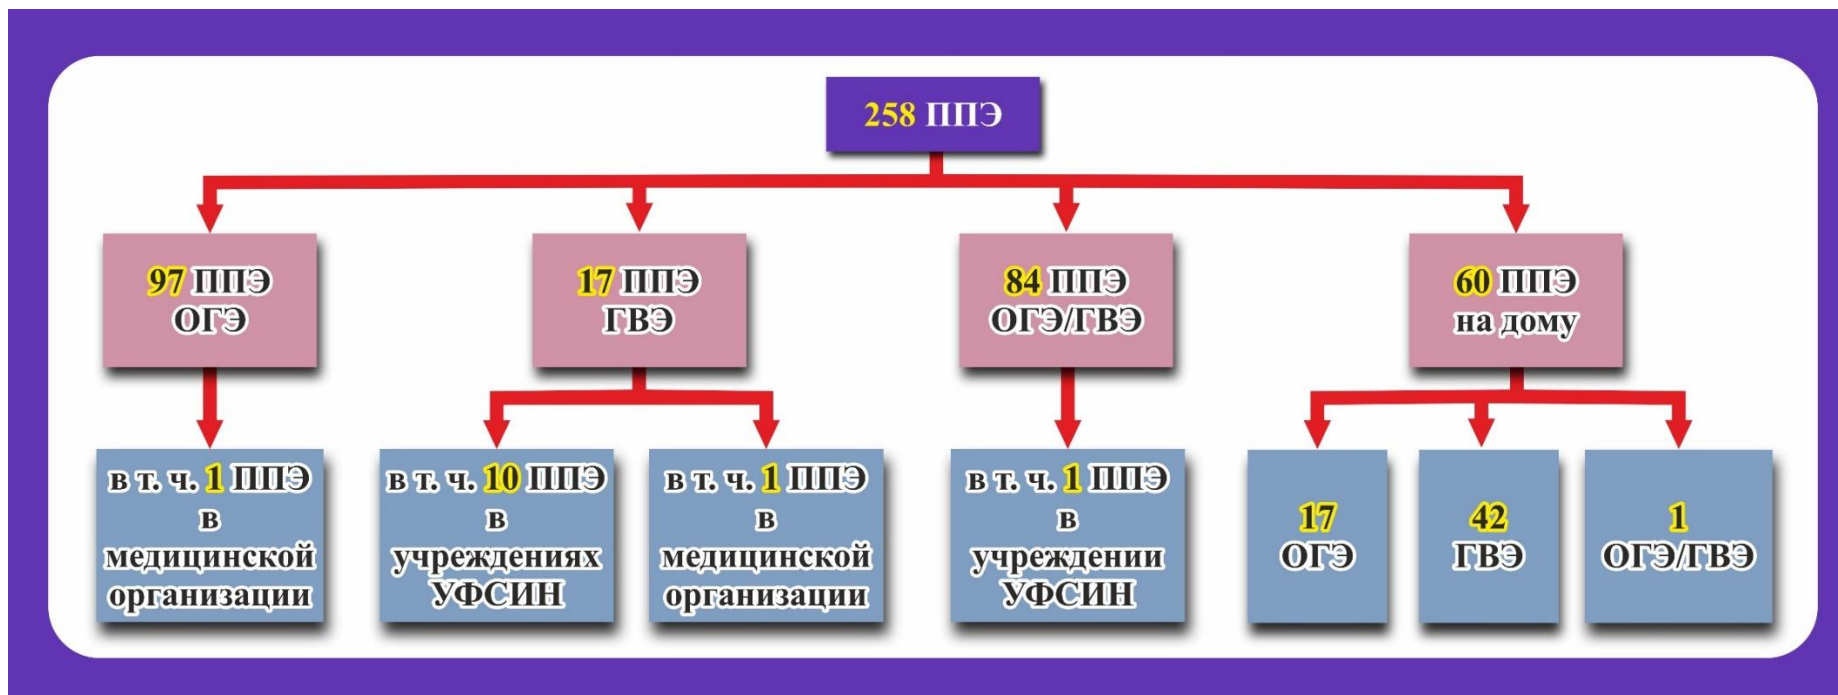 258 ППЭ
97 ППЭ
ОГЭ
17 ППЭ
ГВЭ
84 ППЭ
ОГЭ/ГВЭ
60 ППЭ
на дому
в т. ч. 1 ППЭ
в
медицинской
организации
в т. ч. 10 ППЭ
в
учреждениях
УФСИН
в т. ч. 1 ППЭ
в
медицинской
организации
в т. ч. 1 ППЭ
в
учреждении
УФСИН
17
ОГЭ
42
ГВЭ
1
ОГЭ/ГВЭ